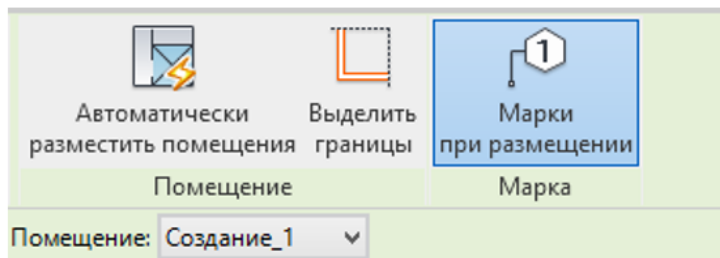 1
Автоматически
разместить помещения
Выделить
границы
Марки
при размещении
Помещение
Марка
Помещение: Создание_1